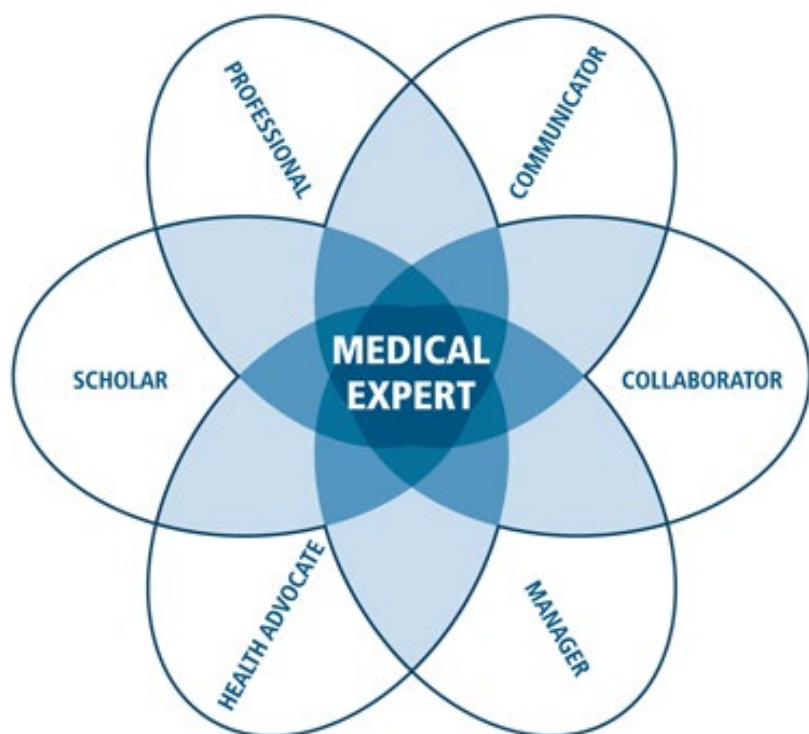 PROFESSIONAL
COMMUNICATOR
SCHOLAR
MEDICAL
EXPERT
COLLABORATOR
HEALTH ADVOCATE
MANAGER